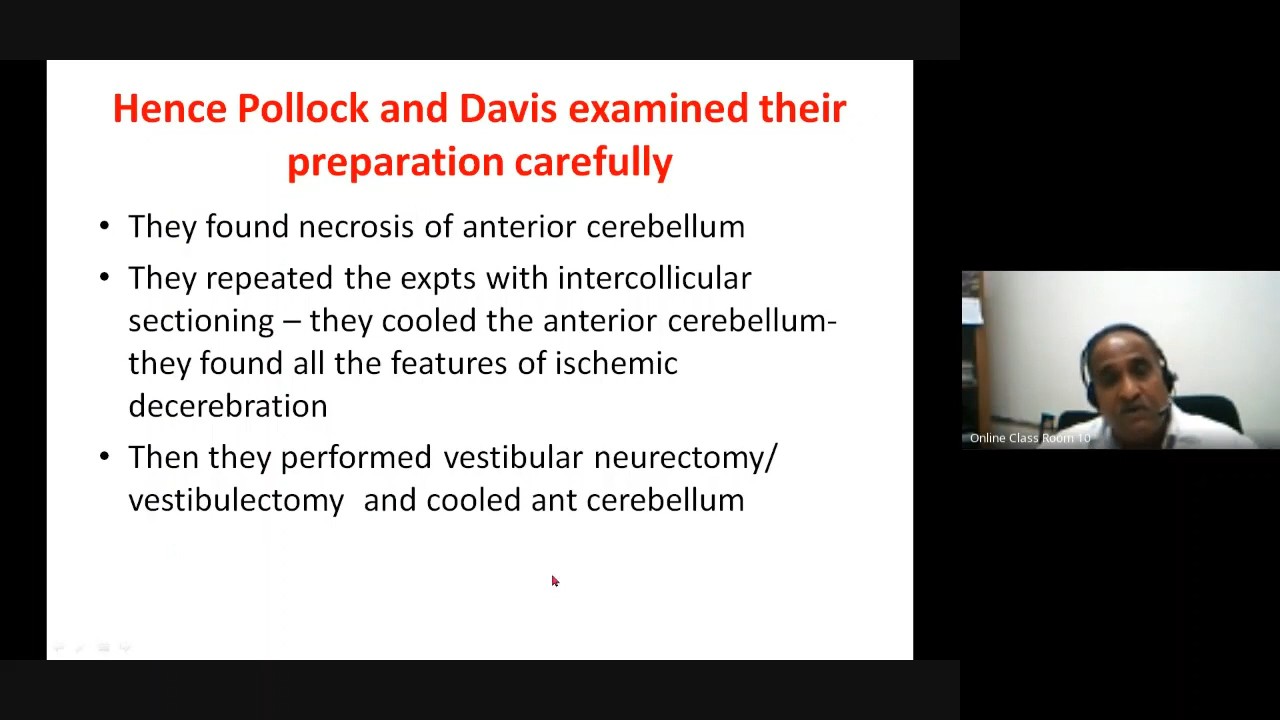 Hence Pollock and Davis examined their
preparation carefully
• They found necrosis of anterior cerebellum
• They repeated the expts with intercollicular
sectioning – they cooled the anterior cerebellum-
they found all the features of ischemic
decerebration
• Then they performed vestibular neurectomy/
vestibulectomy  and cooled ant cerebellum
Online Class Room 10